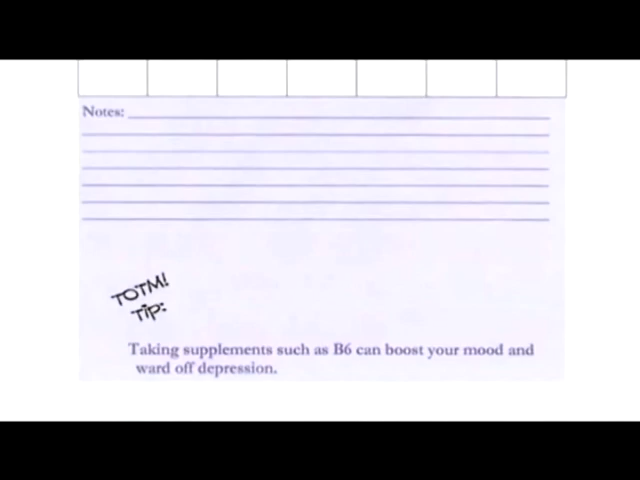 Notes:
TOTM!
Tip:
Taking supplements such as B6 can boost your mood and
ward off depression.